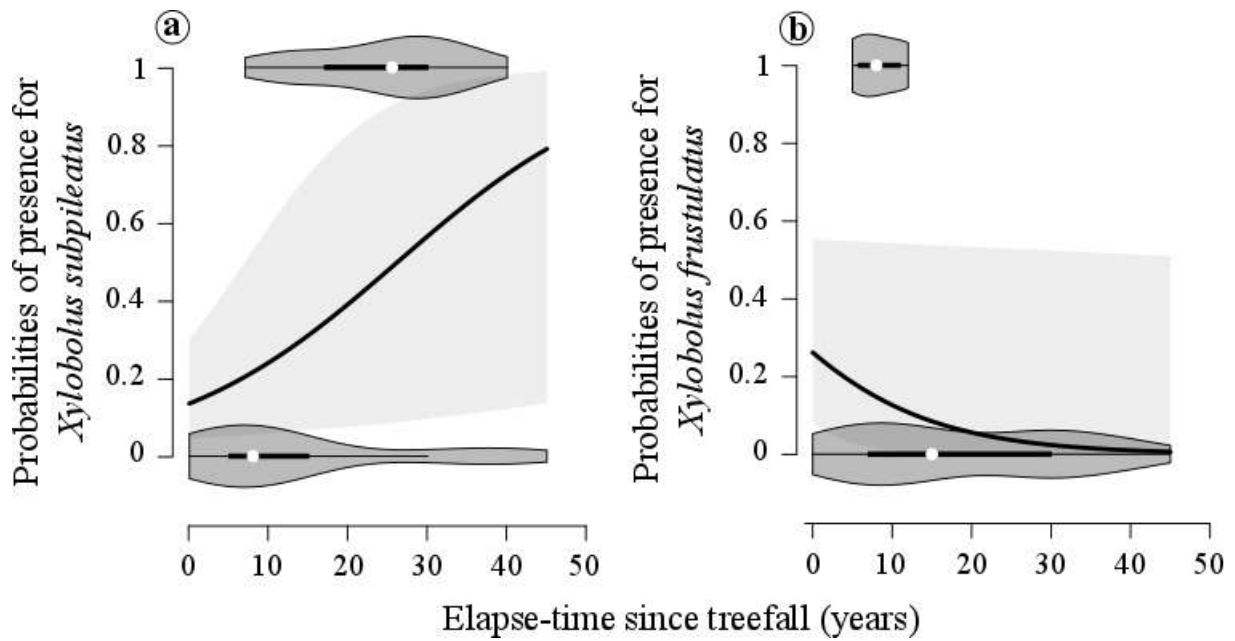 a
Probabilities of presence for
Xylobolus subpileatus
1
0.8
0.6
0.4
0.2
0
0 10 20 30 40 50
b
Probabilities of presence for
Xylobolus frustulatus
1
0.8
0.6
0.4
0.2
0
0 10 20 30 40 50
Elapse-time since treefall (years)